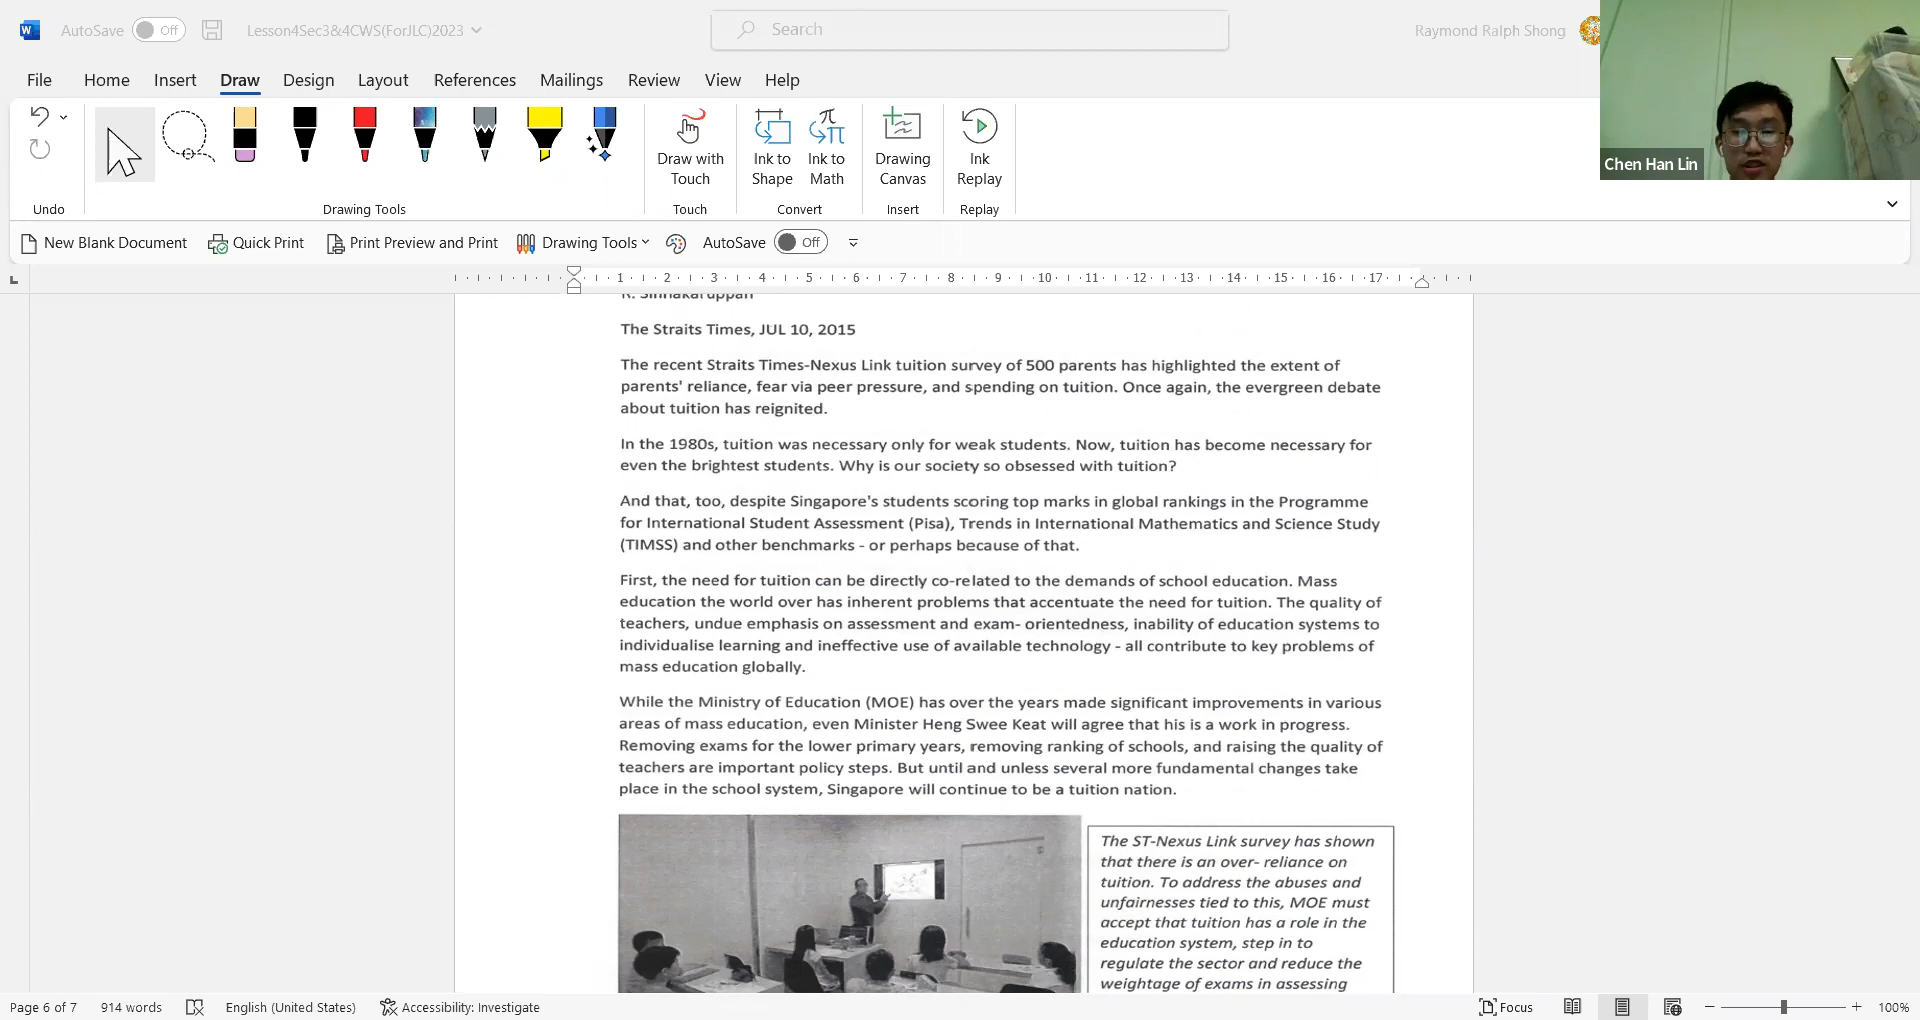 AutoSave Off Lesson4Sec3&4CWS(ForJLC)2023 Search Raymond Ralph Shong
File Home Insert Draw Design Layout References Mailings Review View Help
Draw with Touch
Ink to Shape
Ink to Math
Drawing Canvas
Ink Replay
Chen Han Lin
Undo Drawing Tools Touch Convert Insert Replay
New Blank Document Quick Print Print Preview and Print Drawing Tools AutoSave Off
1 2 3 4 5 6 7 8 9 10 11 12 13 14 15 16 17
R. Sinnakaruppan
The Straits Times, JUL 10, 2015
The recent Straits Times-Nexus Link tuition survey of 500 parents has highlighted the extent of
parents' reliance, fear via peer pressure, and spending on tuition. Once again, the evergreen debate
about tuition has reignited.
In the 1980s, tuition was necessary only for weak students. Now, tuition has become necessary for
even the brightest students. Why is our society so obsessed with tuition?
And that, too, despite Singapore's students scoring top marks in global rankings in the Programme
for International Student Assessment (Pisa), Trends in International Mathematics and Science Study
(TIMSS) and other benchmarks - or perhaps because of that.
First, the need for tuition can be directly co-related to the demands of school education. Mass
education the world over has inherent problems that accentuate the need for tuition. The quality of
teachers, undue emphasis on assessment and exam- orientedness, inability of education systems to
individualise learning and ineffective use of available technology - all contribute to key problems of
mass education globally.
While the Ministry of Education (MOE) has over the years made significant improvements in various
areas of mass education, even Minister Heng Swee Keat will agree that his is a work in progress.
Removing exams for the lower primary years, removing ranking of schools, and raising the quality of
teachers are important policy steps. But until and unless several more fundamental changes take
place in the school system, Singapore will continue to be a tuition nation.
The ST-Nexus Link survey has shown
that there is an over- reliance on
tuition. To address the abuses and
unfairnesses tied to this, MOE must
accept that tuition has a role in the
education system, step in to
regulate the sector and reduce the
weightage of exams in assessing
Page 6 of 7 914 words English (United States) Accessibility: Investigate Focus 100%